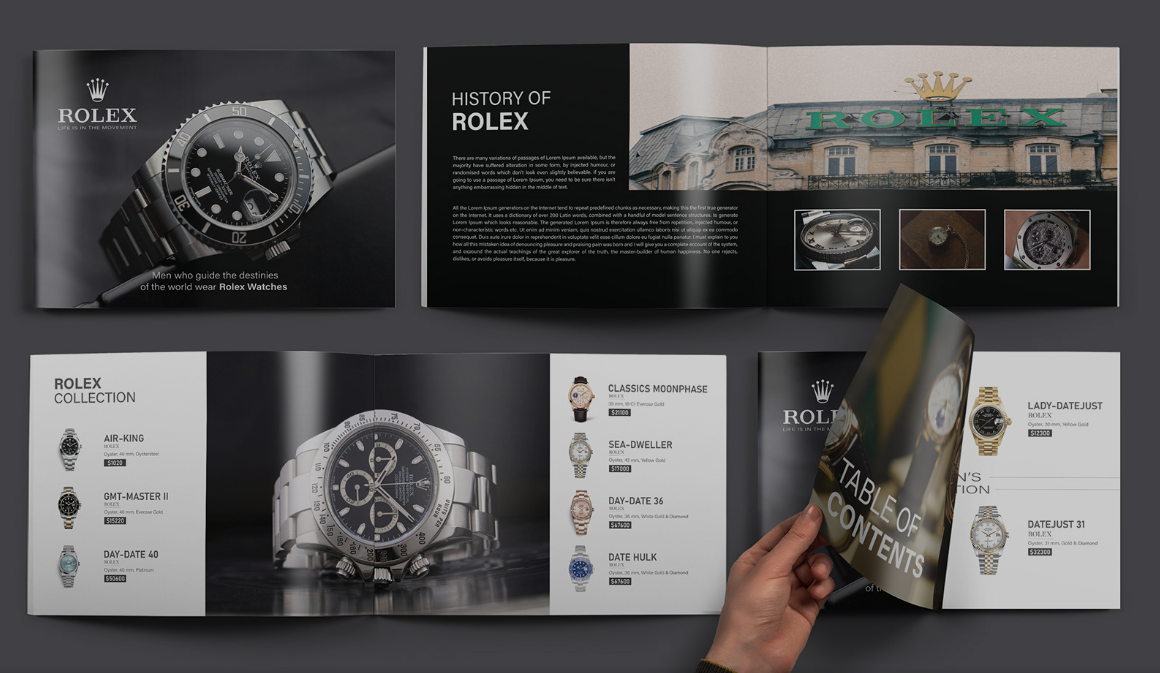 ROLEX
LIFE IS IN THE MOVEMENT
Men who guide the destinies
of the world wear Rolex Watches
HISTORY OF
ROLEX
There are many variations of passages of Lorem Ipsum available, but the
majority have suffered alteration in some form, by injected humour, or
randomised words which don't look even slightly believable. If you are
going to use a passage of Lorem Ipsum, you need to be sure there isn't
anything embarrassing hidden in the middle of text.
All the Lorem Ipsum generators on the Internet tend to repeat predefined chunks as necessary, making this the first true generator
on the Internet. It uses a dictionary of over 200 Latin words, combined with a handful of model sentence structures. Is generate
Lorem Ipsum which looks reasonable. The generated Lorem Ipsum is therefore always free from repetition, injected humour, or
non-characteristic words etc. Ut enim ad minim veniam, quis nostrud exercitation ullamco laboris nisi ut aliquip ex ea commodo
consequat. Duis aute irure dolor in reprehenderit in voluptate velit esse cillum dolore eu fugiat nulla pariatur. I must explain to you
how all this mistaken idea of denouncing pleasure and praising pain was born and I will give you a complete account of the system,
and expound the actual teachings of the great explorer of the truth, the master-builder of human happiness. No one rejects,
dislikes, or avoids pleasure itself, because it is pleasure.
ROLEX
ROLEX
COLLECTION
AIR-KING
ROLEX
Oyster, 40 mm, Oystersteel
$1020
GMT-MASTER II
ROLEX
Oyster, 40 mm, Everose Gold
$15220
DAY-DATE 40
ROLEX
Oyster, 40 mm, Platinum
$50600
CLASSICS MOONPHASE
ROLEX
39 mm, 18 Ct Everose Gold
$21100
SEA-DWELLER
ROLEX
Oyster, 43 mm, Yellow Gold
$17000
DAY-DATE 36
ROLEX
Oyster, 36 mm, White Gold & Diamond
$67600
DATE HULK
ROLEX
Oyster, 36 mm, White Gold & Diamond
$67600
ROL
LIFE IS IN THE
TABLE OF
CONTENTS
N'S
TION
LADY-DATEJUST
ROLEX
Oyster, 30 mm, Yellow Gold
$12300
DATEJUST 31
ROLEX
Oyster, 31 mm, Gold & Diamond
$32300